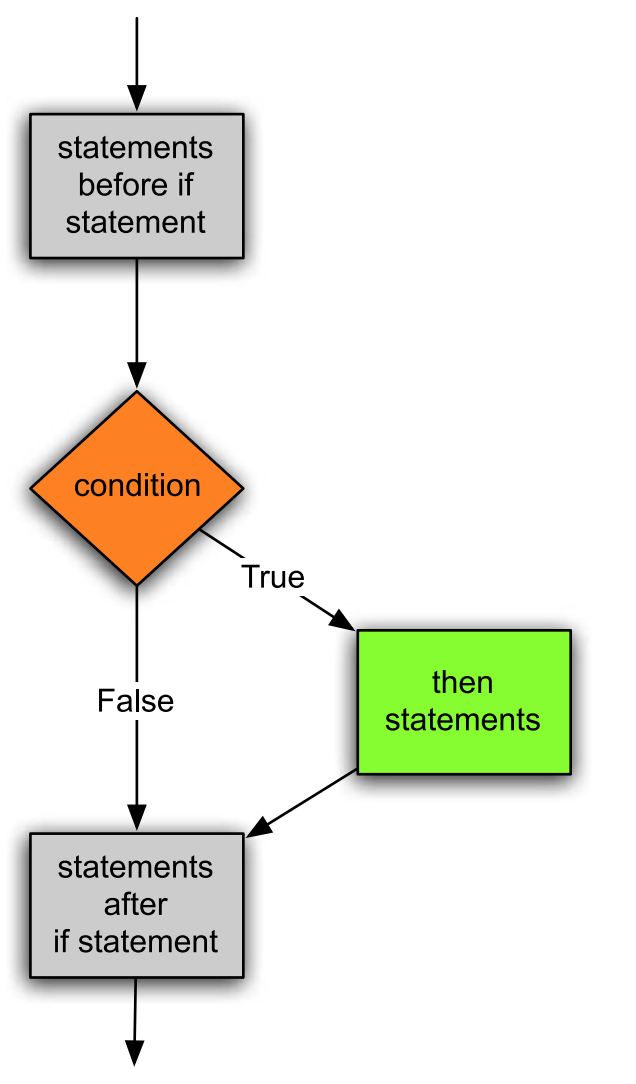 statements
before if
statement
condition
True
then
statements
False
statements
after
if statement